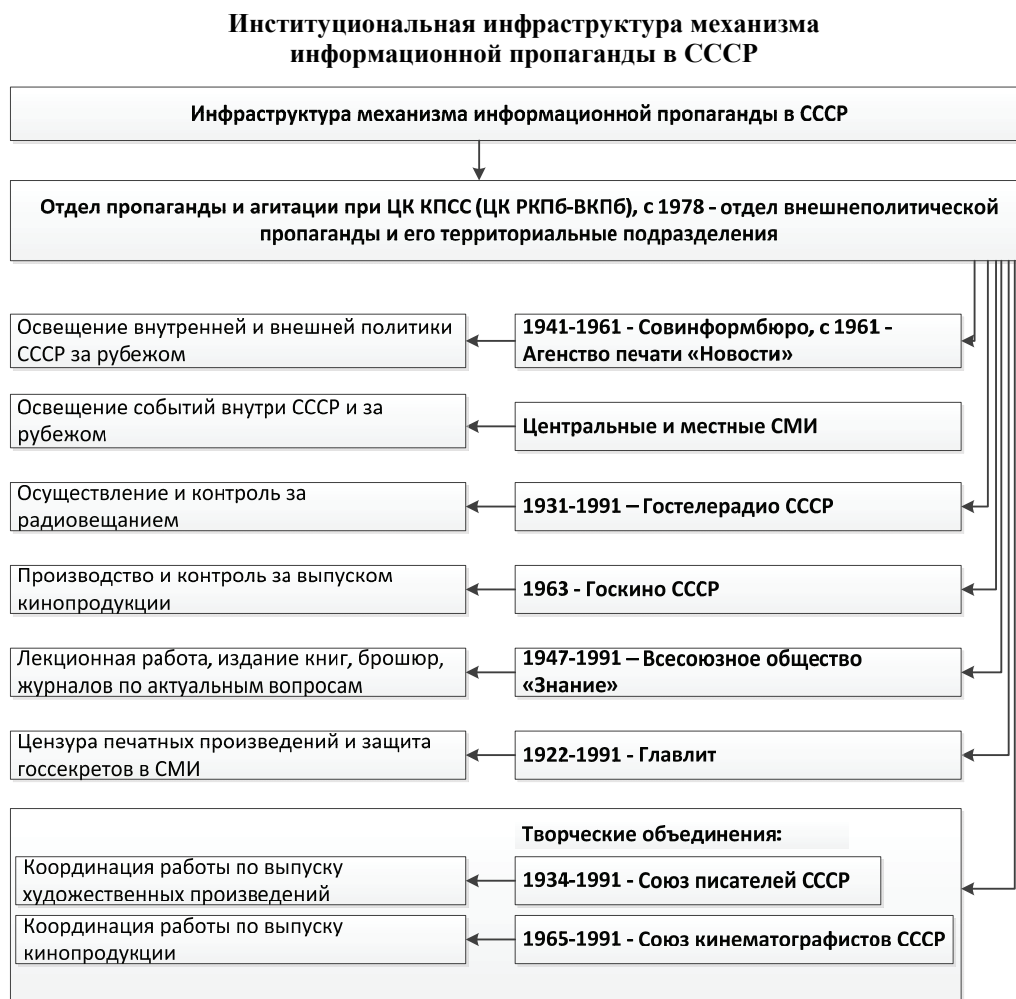 Институциональная инфраструктура механизма
информационной пропаганды в СССР
Инфраструктура механизма информационной пропаганды в СССР
Отдел пропаганды и агитации при ЦК КПСС (ЦК РКПб-ВКПб), с 1978 - отдел внешнеполитической
пропаганды и его территориальные подразделения
Освещение внутренней и внешней политики
СССР за рубежом
1941-1961 - Совинформбюро, с 1961 -
Агенство печати «Новости»
Освещение событий внутри СССР и за
рубежом
Центральные и местные СМИ
Осуществление и контроль за
радиовещанием
1931-1991 – Гостелерадио СССР
Производство и контроль за выпуском
кинопродукции
1963 - Госкино СССР
Лекционная работа, издание книг, брошюр,
журналов по актуальным вопросам
1947-1991 – Всесоюзное общество
«Знание»
Цензура печатных произведений и защита
госсекретов в СМИ
1922-1991 - Главлит
Творческие объединения:
Координация работы по выпуску
художественных произведений
1934-1991 - Союз писателей СССР
Координация работы по выпуску
кинопродукции
1965-1991 - Союз кинематографистов СССР